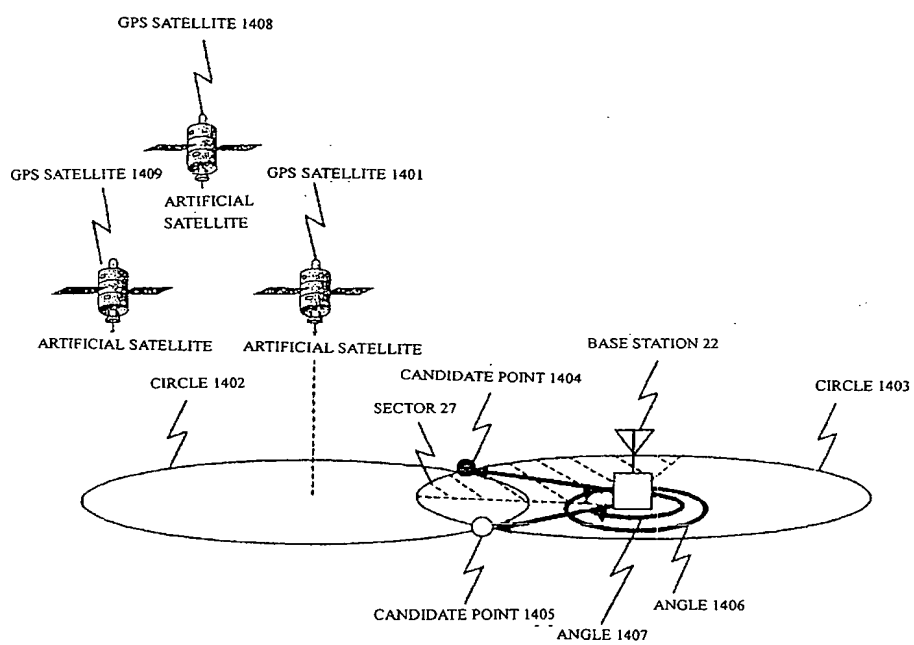 GPS SATELLITE 1408
GPS SATELLITE 1409
GPS SATELLITE 1401
ARTIFICIAL
SATELLITE
ARTIFICIAL SATELLITE
ARTIFICIAL SATELLITE
BASE STATION 22
CIRCLE 1402
CANDIDATE POINT 1404
CIRCLE 1403
SECTOR 27
CANDIDATE POINT 1405
ANGLE 1406
ANGLE 1407